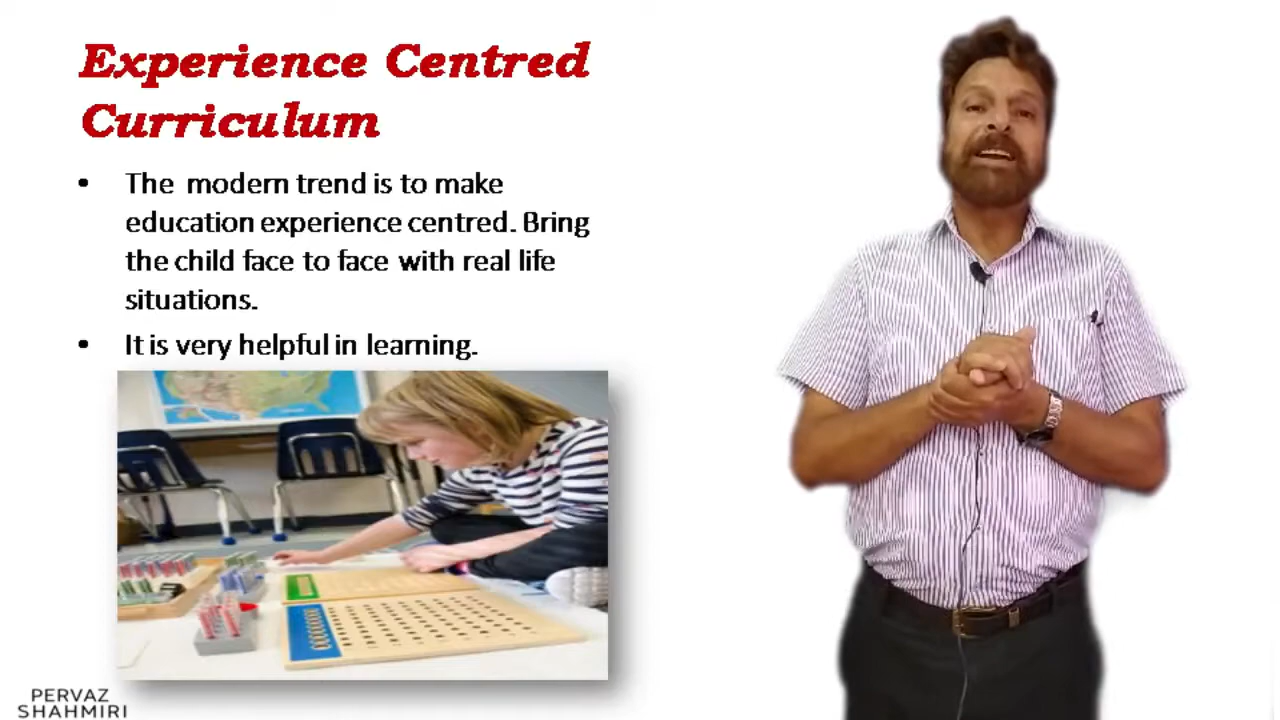 Experience Centred
Curriculum
• The modern trend is to make
education experience centred. Bring
the child face to face with real life
situations.
• It is very helpful in learning.
PERVAZ
SHAHMIRI